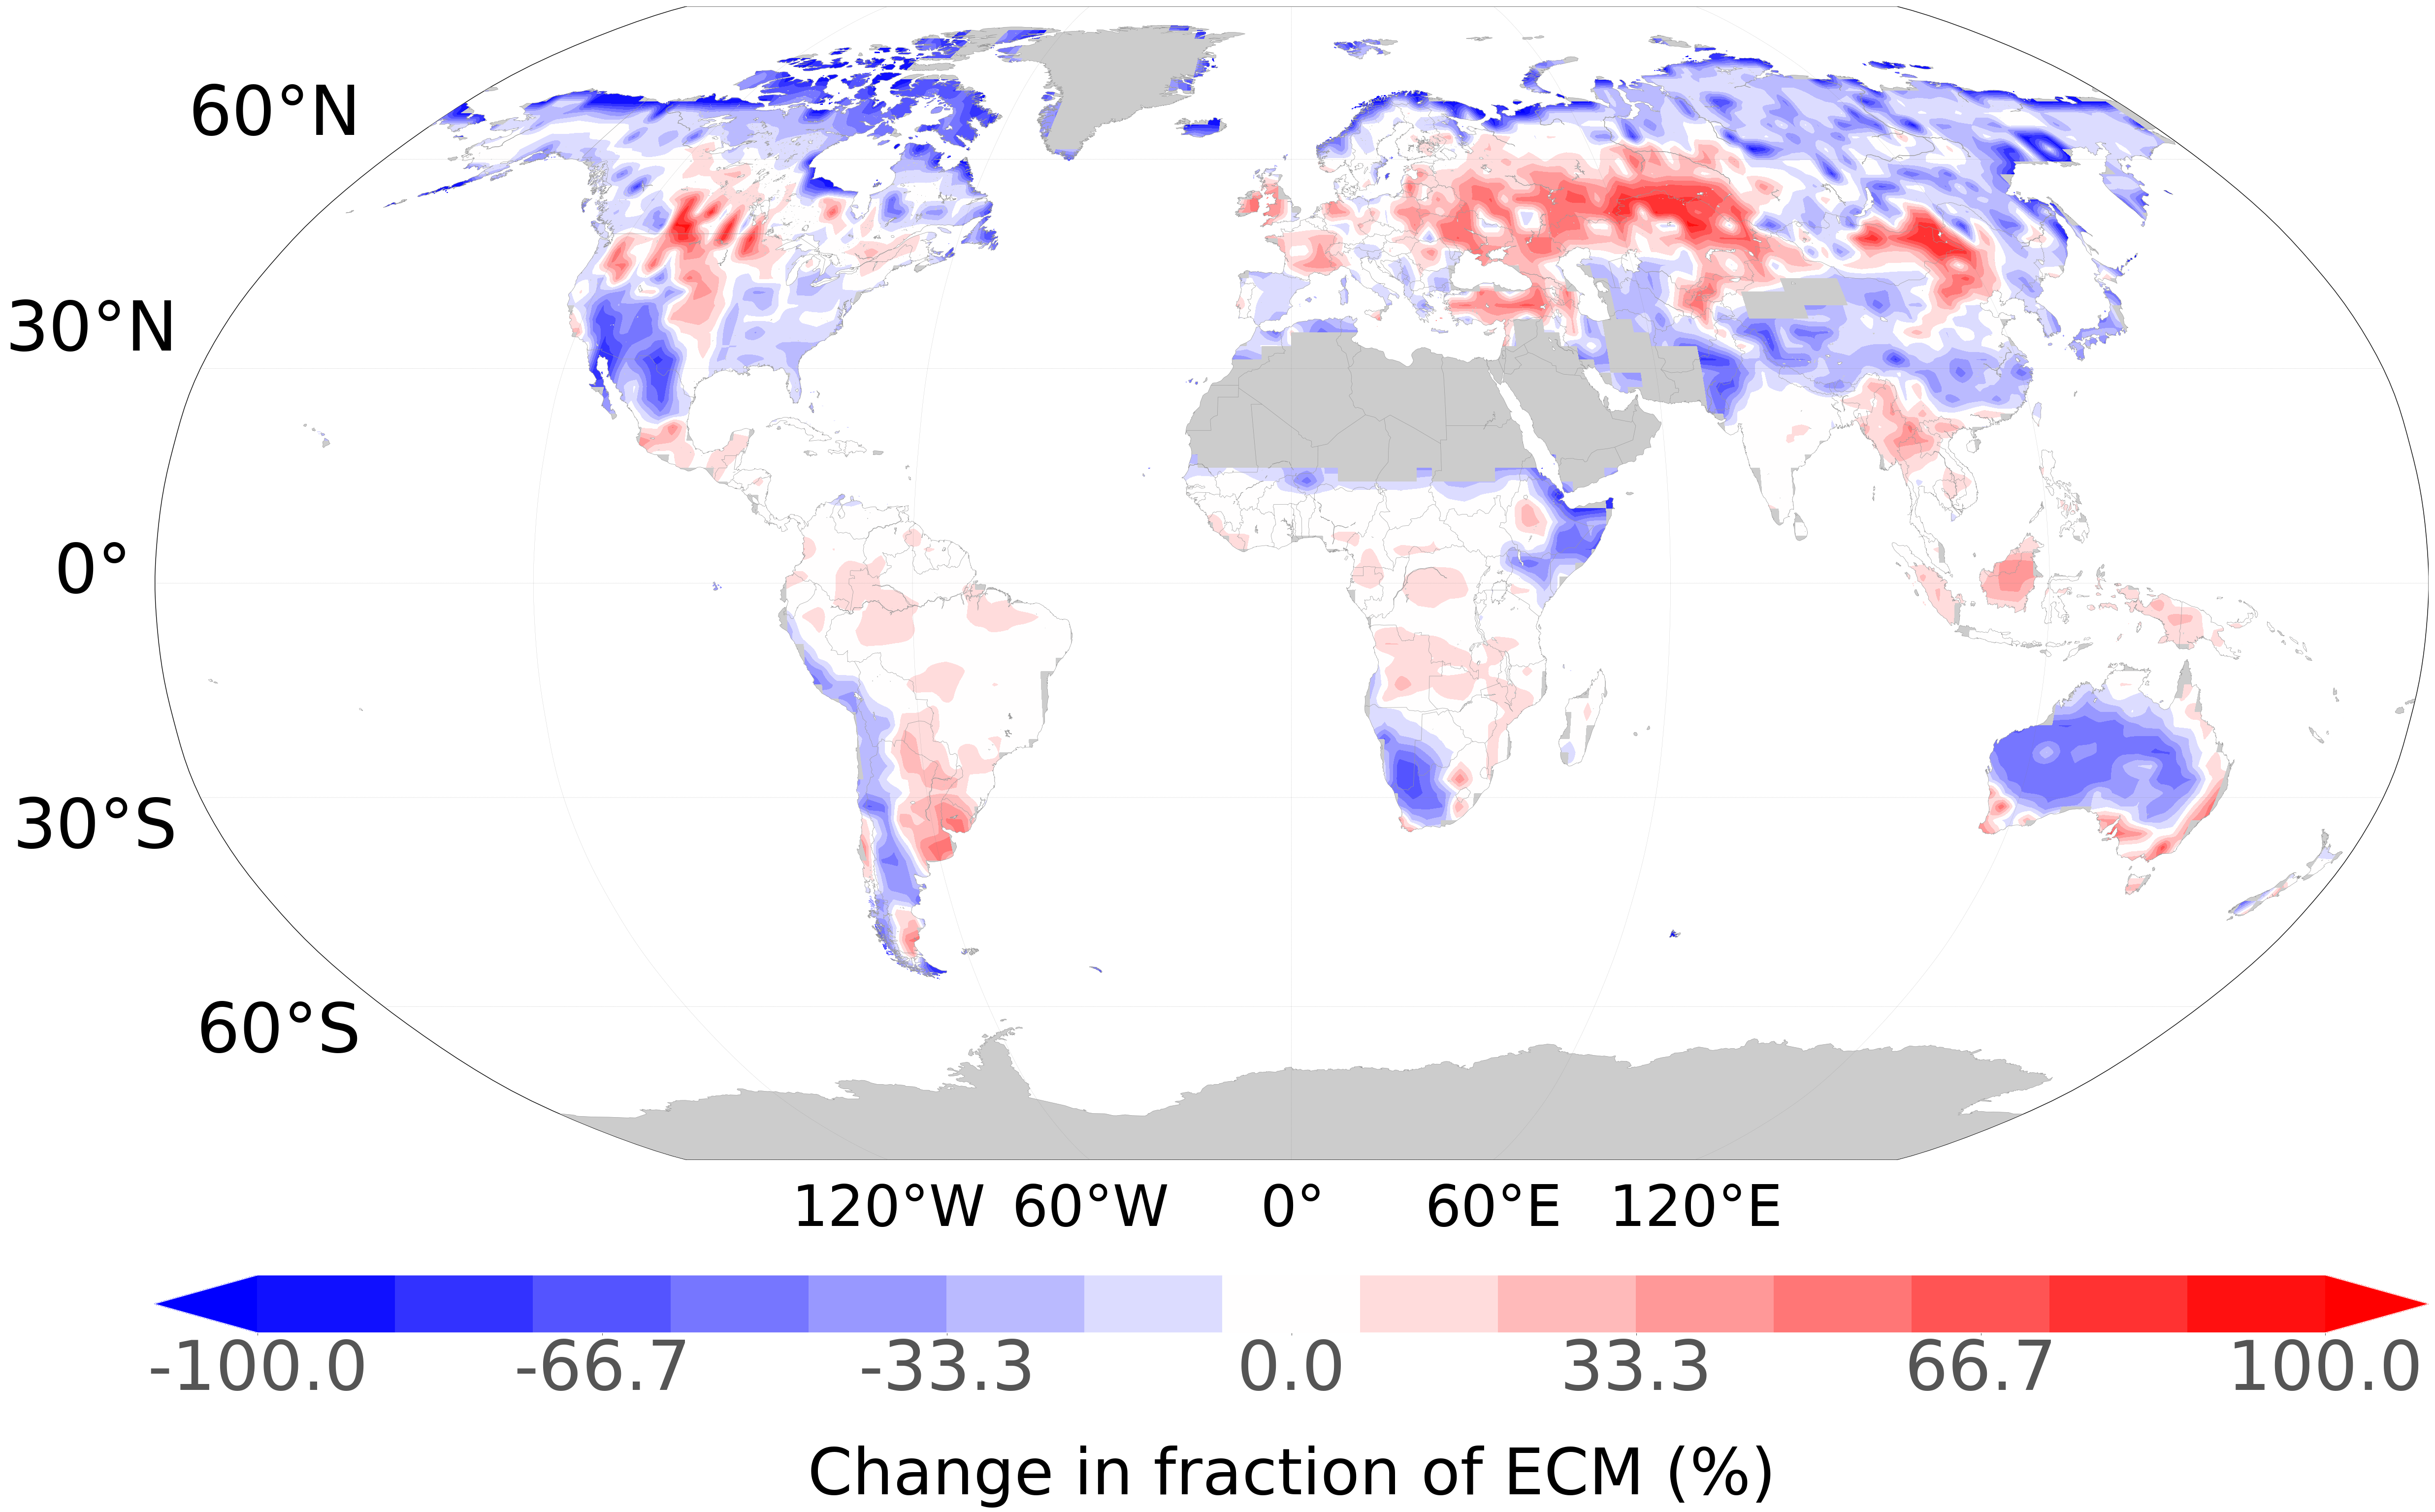 60°N
30°N
0°
30°S
60°S
120°W 60°W 0° 60°E 120°E
-100.0 -66.7 -33.3 0.0 33.3 66.7 100.0
Change in fraction of ECM (%)